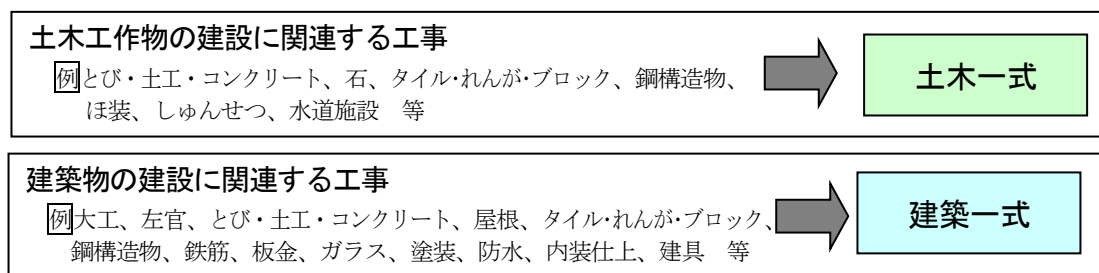 土木工作物の建設に関連する工事
例とび・土工・コンクリート、石、タイル・れんが・ブロック、鋼構造物、
ほ装、しゅんせつ、水道施設　等
土木一式
建築物の建設に関連する工事
例大工、左官、とび・土工・コンクリート、屋根、タイル・れんが・ブロック、
鋼構造物、鉄筋、板金、ガラス、塗装、防水、内装仕上、建具　等
建築一式